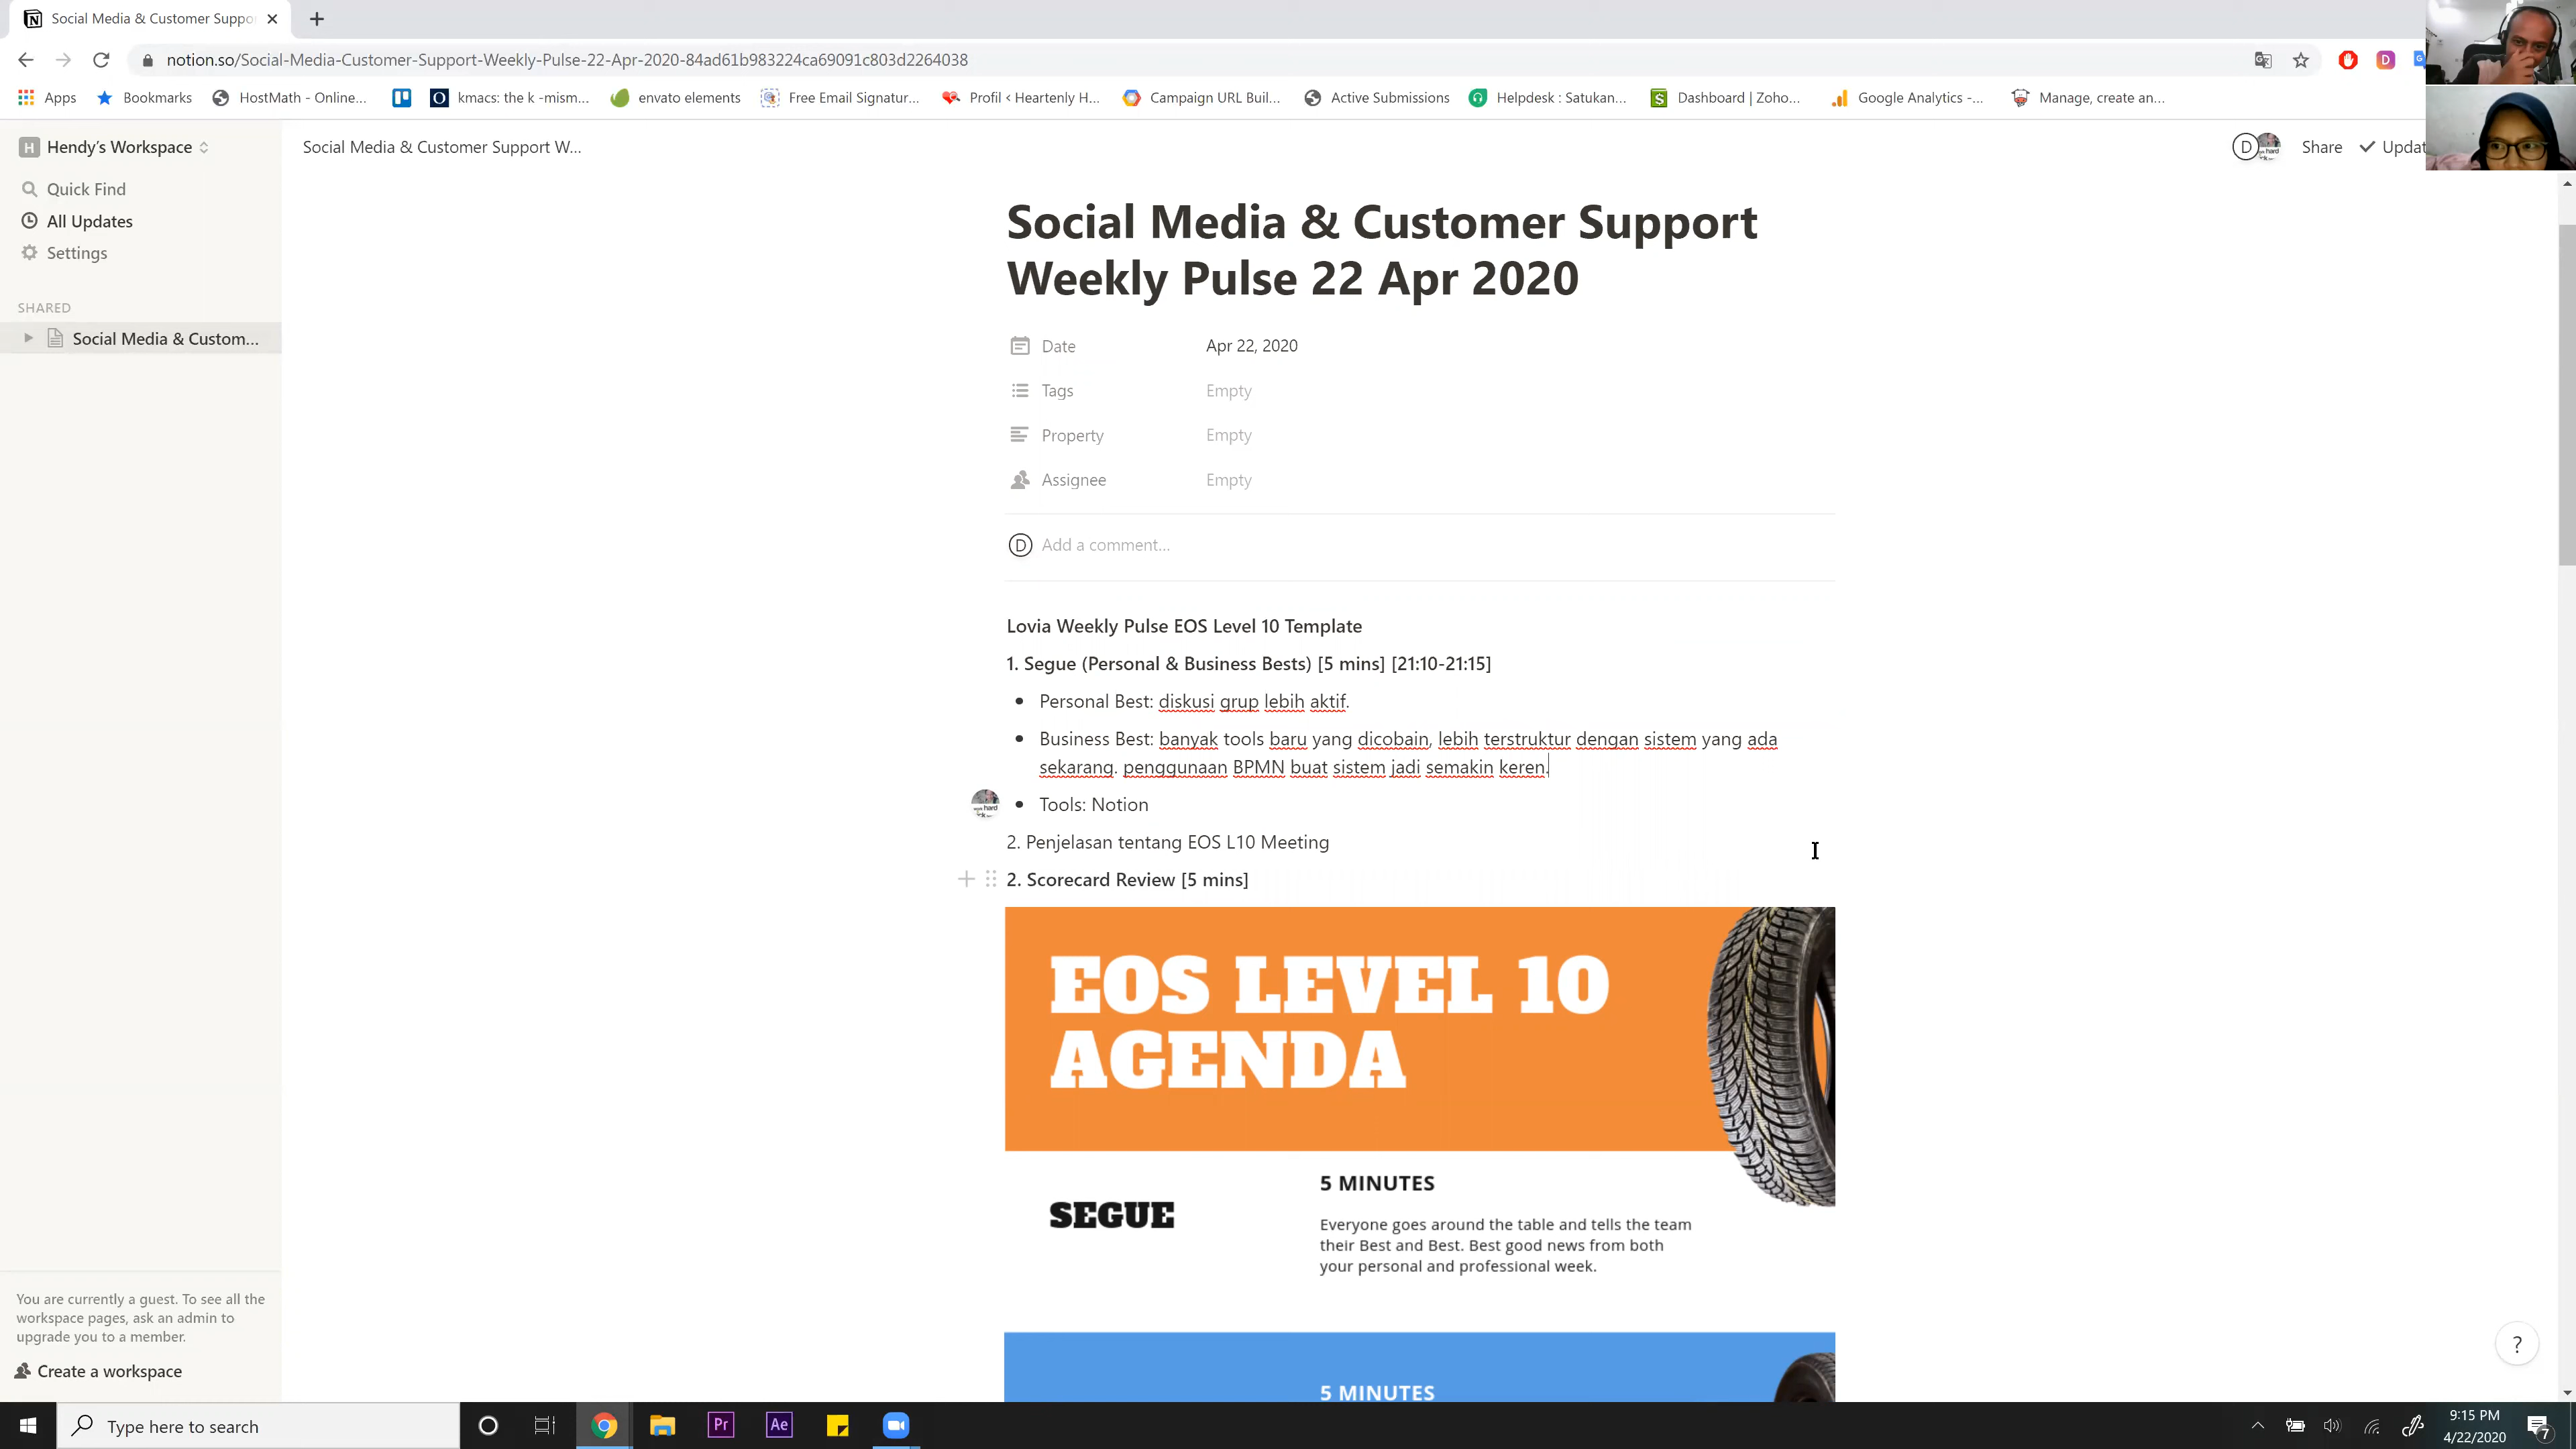 Social Media & Customer Suppo
notion.so/Social-Media-Customer-Support-Weekly-Pulse-22-Apr-2020-84ad61b983224ca69091c803d2264038
Apps Bookmarks HostMath - Online... kmacs: the k -mism... envato elements Free Email Signatur... Profil < Heartenly H... Campaign URL Buil... Active Submissions Helpdesk : Satukan... Dashboard | Zoho... Google Analytics -... Manage, create an...
H Hendy's Workspace
Social Media & Customer Support W...
D Share Updat
Quick Find
All Updates
Settings
SHARED
Social Media & Custom...
Social Media & Customer Support
Weekly Pulse 22 Apr 2020
Date Apr 22, 2020
Tags Empty
Property Empty
Assignee Empty
D Add a comment...
Lovia Weekly Pulse EOS Level 10 Template
1. Segue (Personal & Business Bests) [5 mins] [21:10-21:15]
• Personal Best: diskusi grup lebih aktif.
• Business Best: banyak tools baru yang dicobain, lebih terstruktur dengan sistem yang ada
sekarang. penggunaan BPMN buat sistem jadi semakin keren.
• Tools: Notion
2. Penjelasan tentang EOS L10 Meeting
2. Scorecard Review [5 mins]
EOS LEVEL 10
AGENDA
SEGUE
5 MINUTES
Everyone goes around the table and tells the team
their Best and Best. Best good news from both
your personal and professional week.
5 MINUTES
You are currently a guest. To see all the
workspace pages, ask an admin to
upgrade you to a member.
Create a workspace
?
Type here to search
Pr
Ae
9:15 PM
4/22/2020
7